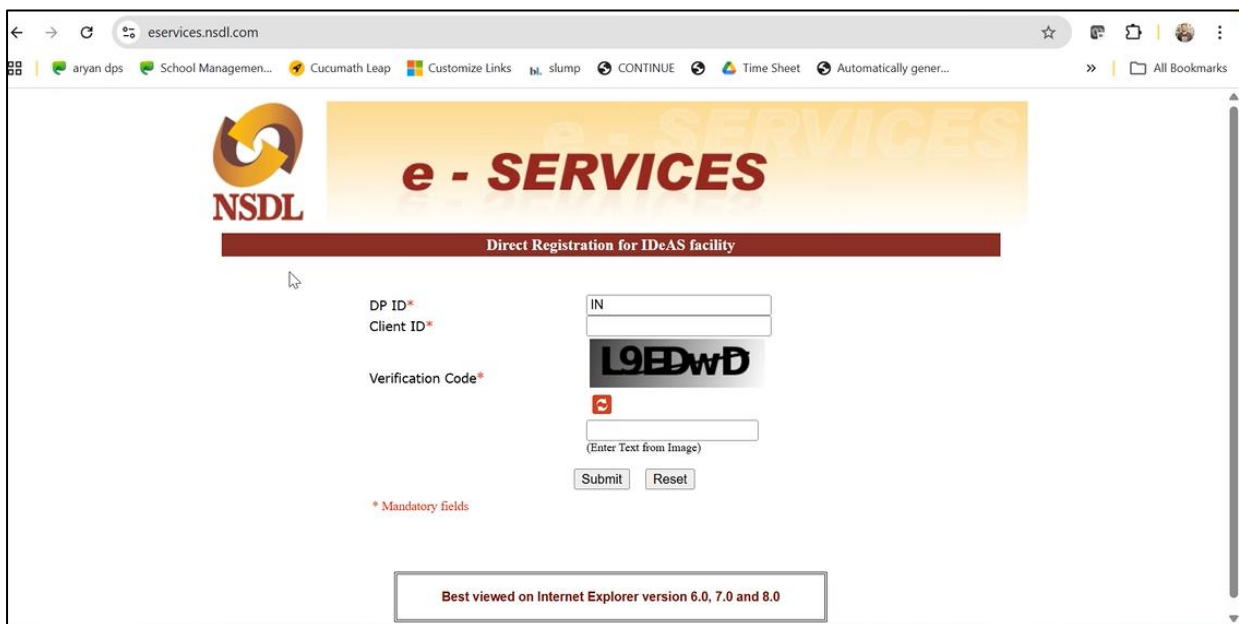 eservices.nsdl.com
aryan dps School Managemen... Cucumath Leap Customize Links bl. slump CONTINUE Time Sheet Automatically gener... » All Bookmarks
e - SERVICES
e - SERVICES
NSDL
Direct Registration for IDeAS facility
DP ID* IN
Client ID*
L9EDwD
Verification Code*
(Enter Text from Image)
Submit Reset
* Mandatory fields
Best viewed on Internet Explorer version 6.0, 7.0 and 8.0